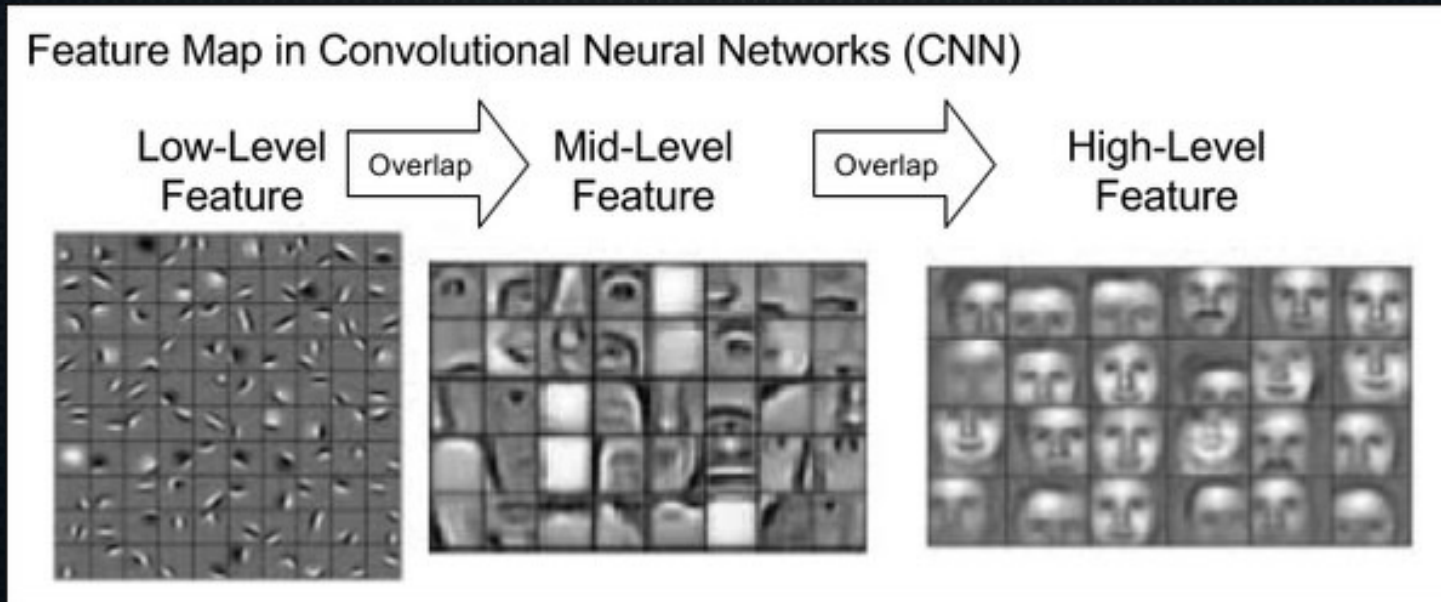 Feature Map in Convolutional Neural Networks (CNN)
Low-Level
Feature
Overlap
Mid-Level
Feature
Overlap
High-Level
Feature